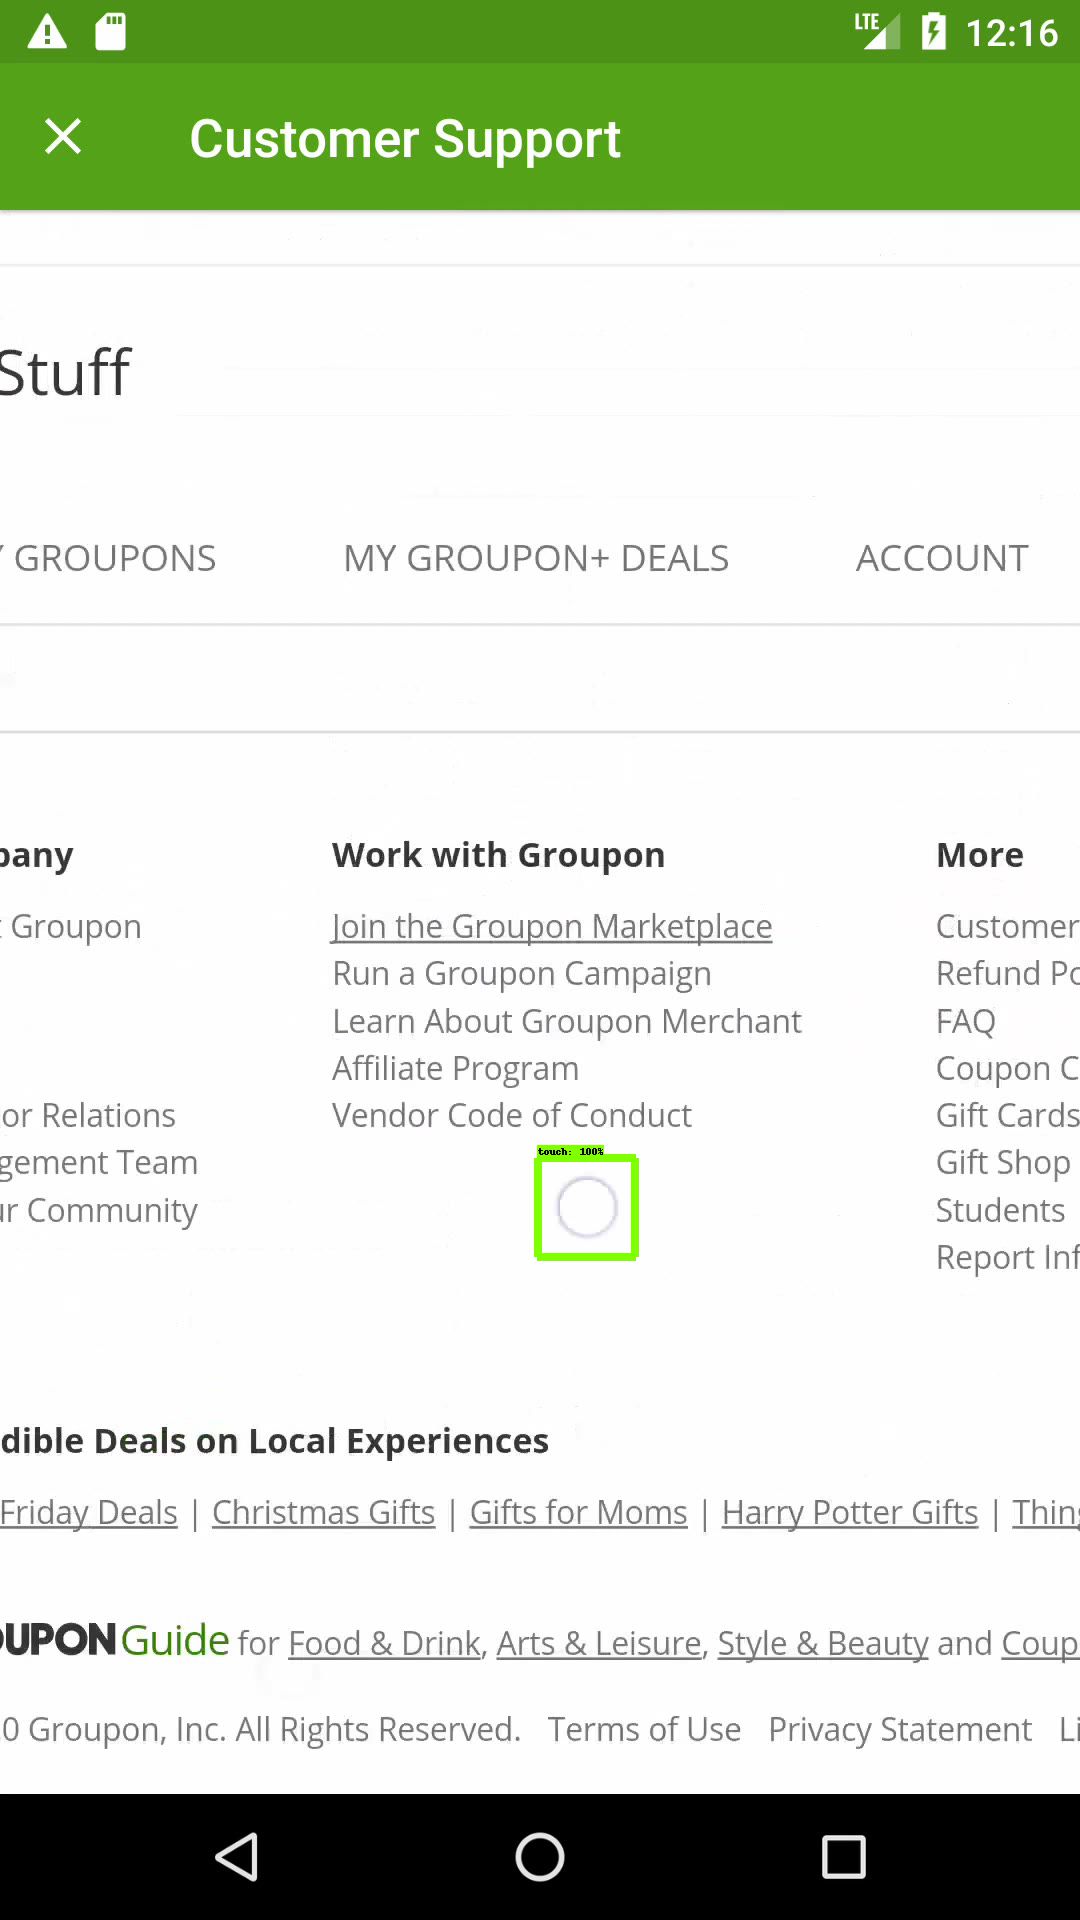 LTE 12:16
Customer Support
Stuff
GROUPONS MY GROUPON+ DEALS ACCOUNT
pany
Groupon
or Relations
gement Team
ur Community
Work with Groupon
Join the Groupon Marketplace
Run a Groupon Campaign
Learn About Groupon Merchant
Affiliate Program
Vendor Code of Conduct
touch: 100%
More
Customer
Refund Po
FAQ
Coupon C
Gift Cards
Gift Shop
Students
Report Inf
dible Deals on Local Experiences
Friday Deals | Christmas Gifts | Gifts for Moms | Harry Potter Gifts | Thing
OUPON Guide for Food & Drink, Arts & Leisure, Style & Beauty and Coup
0 Groupon, Inc. All Rights Reserved. Terms of Use Privacy Statement Li